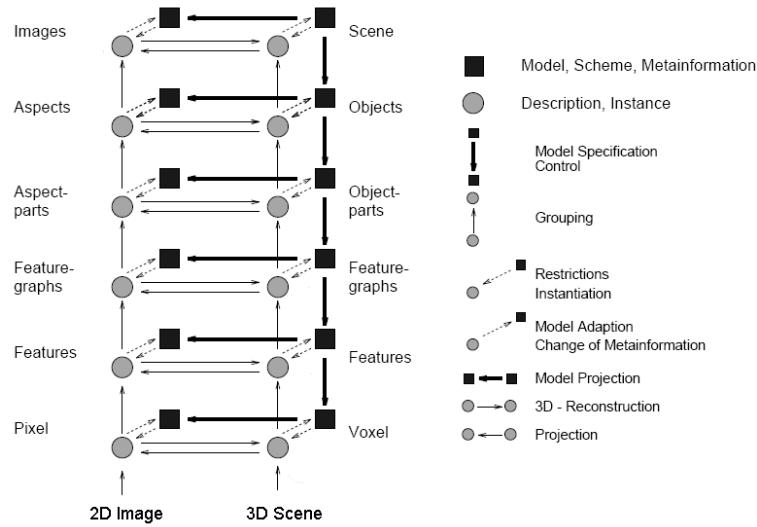 Images
Scene
Aspects
Objects
Aspect-
parts
Object-
parts
Feature-
graphs
Feature-
graphs
Features
Features
Pixel
Voxel
2D Image
3D Scene
Model, Scheme, Metainformation
Description, Instance
Model Specification
Control
Grouping
Restrictions
Instantiation
Model Adaption
Change of Metainformation
Model Projection
3D - Reconstruction
Projection